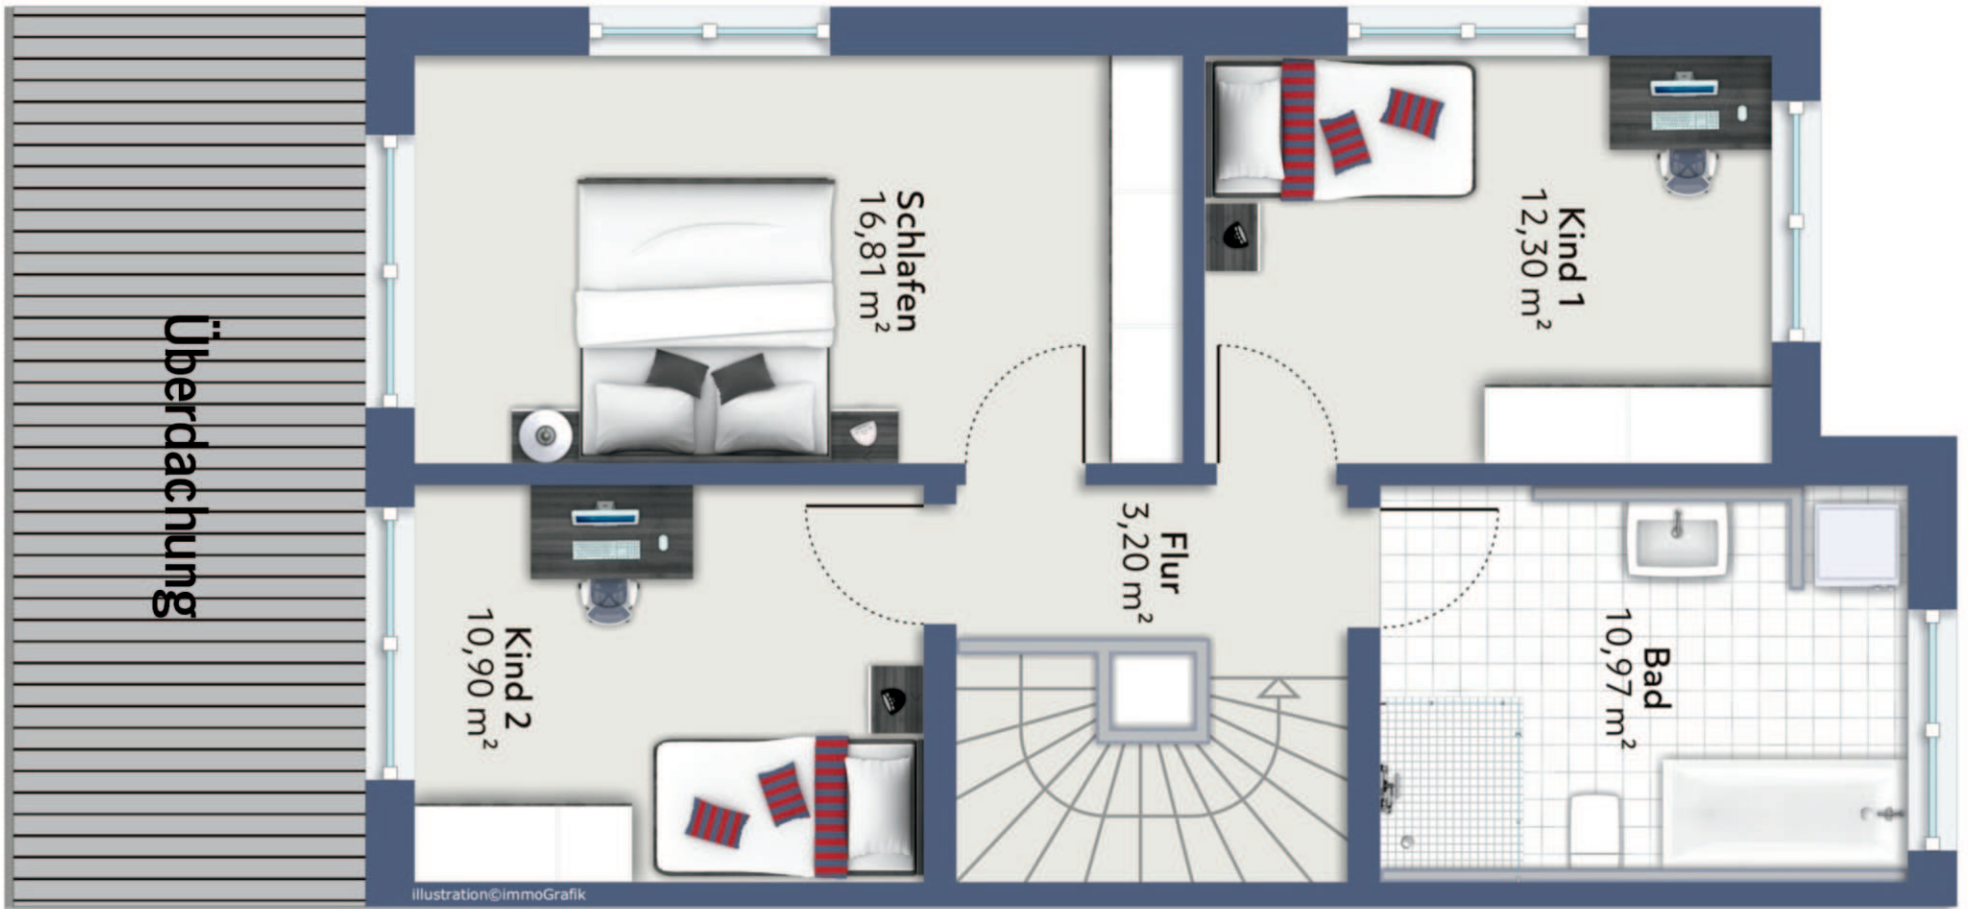 Überdachung
Schlafen
16,81 m²
Kind 1
12,30 m²
Kind 2
10,90 m²
Flur
3,20 m²
Bad
10,97 m²
illustration©immoGrafik